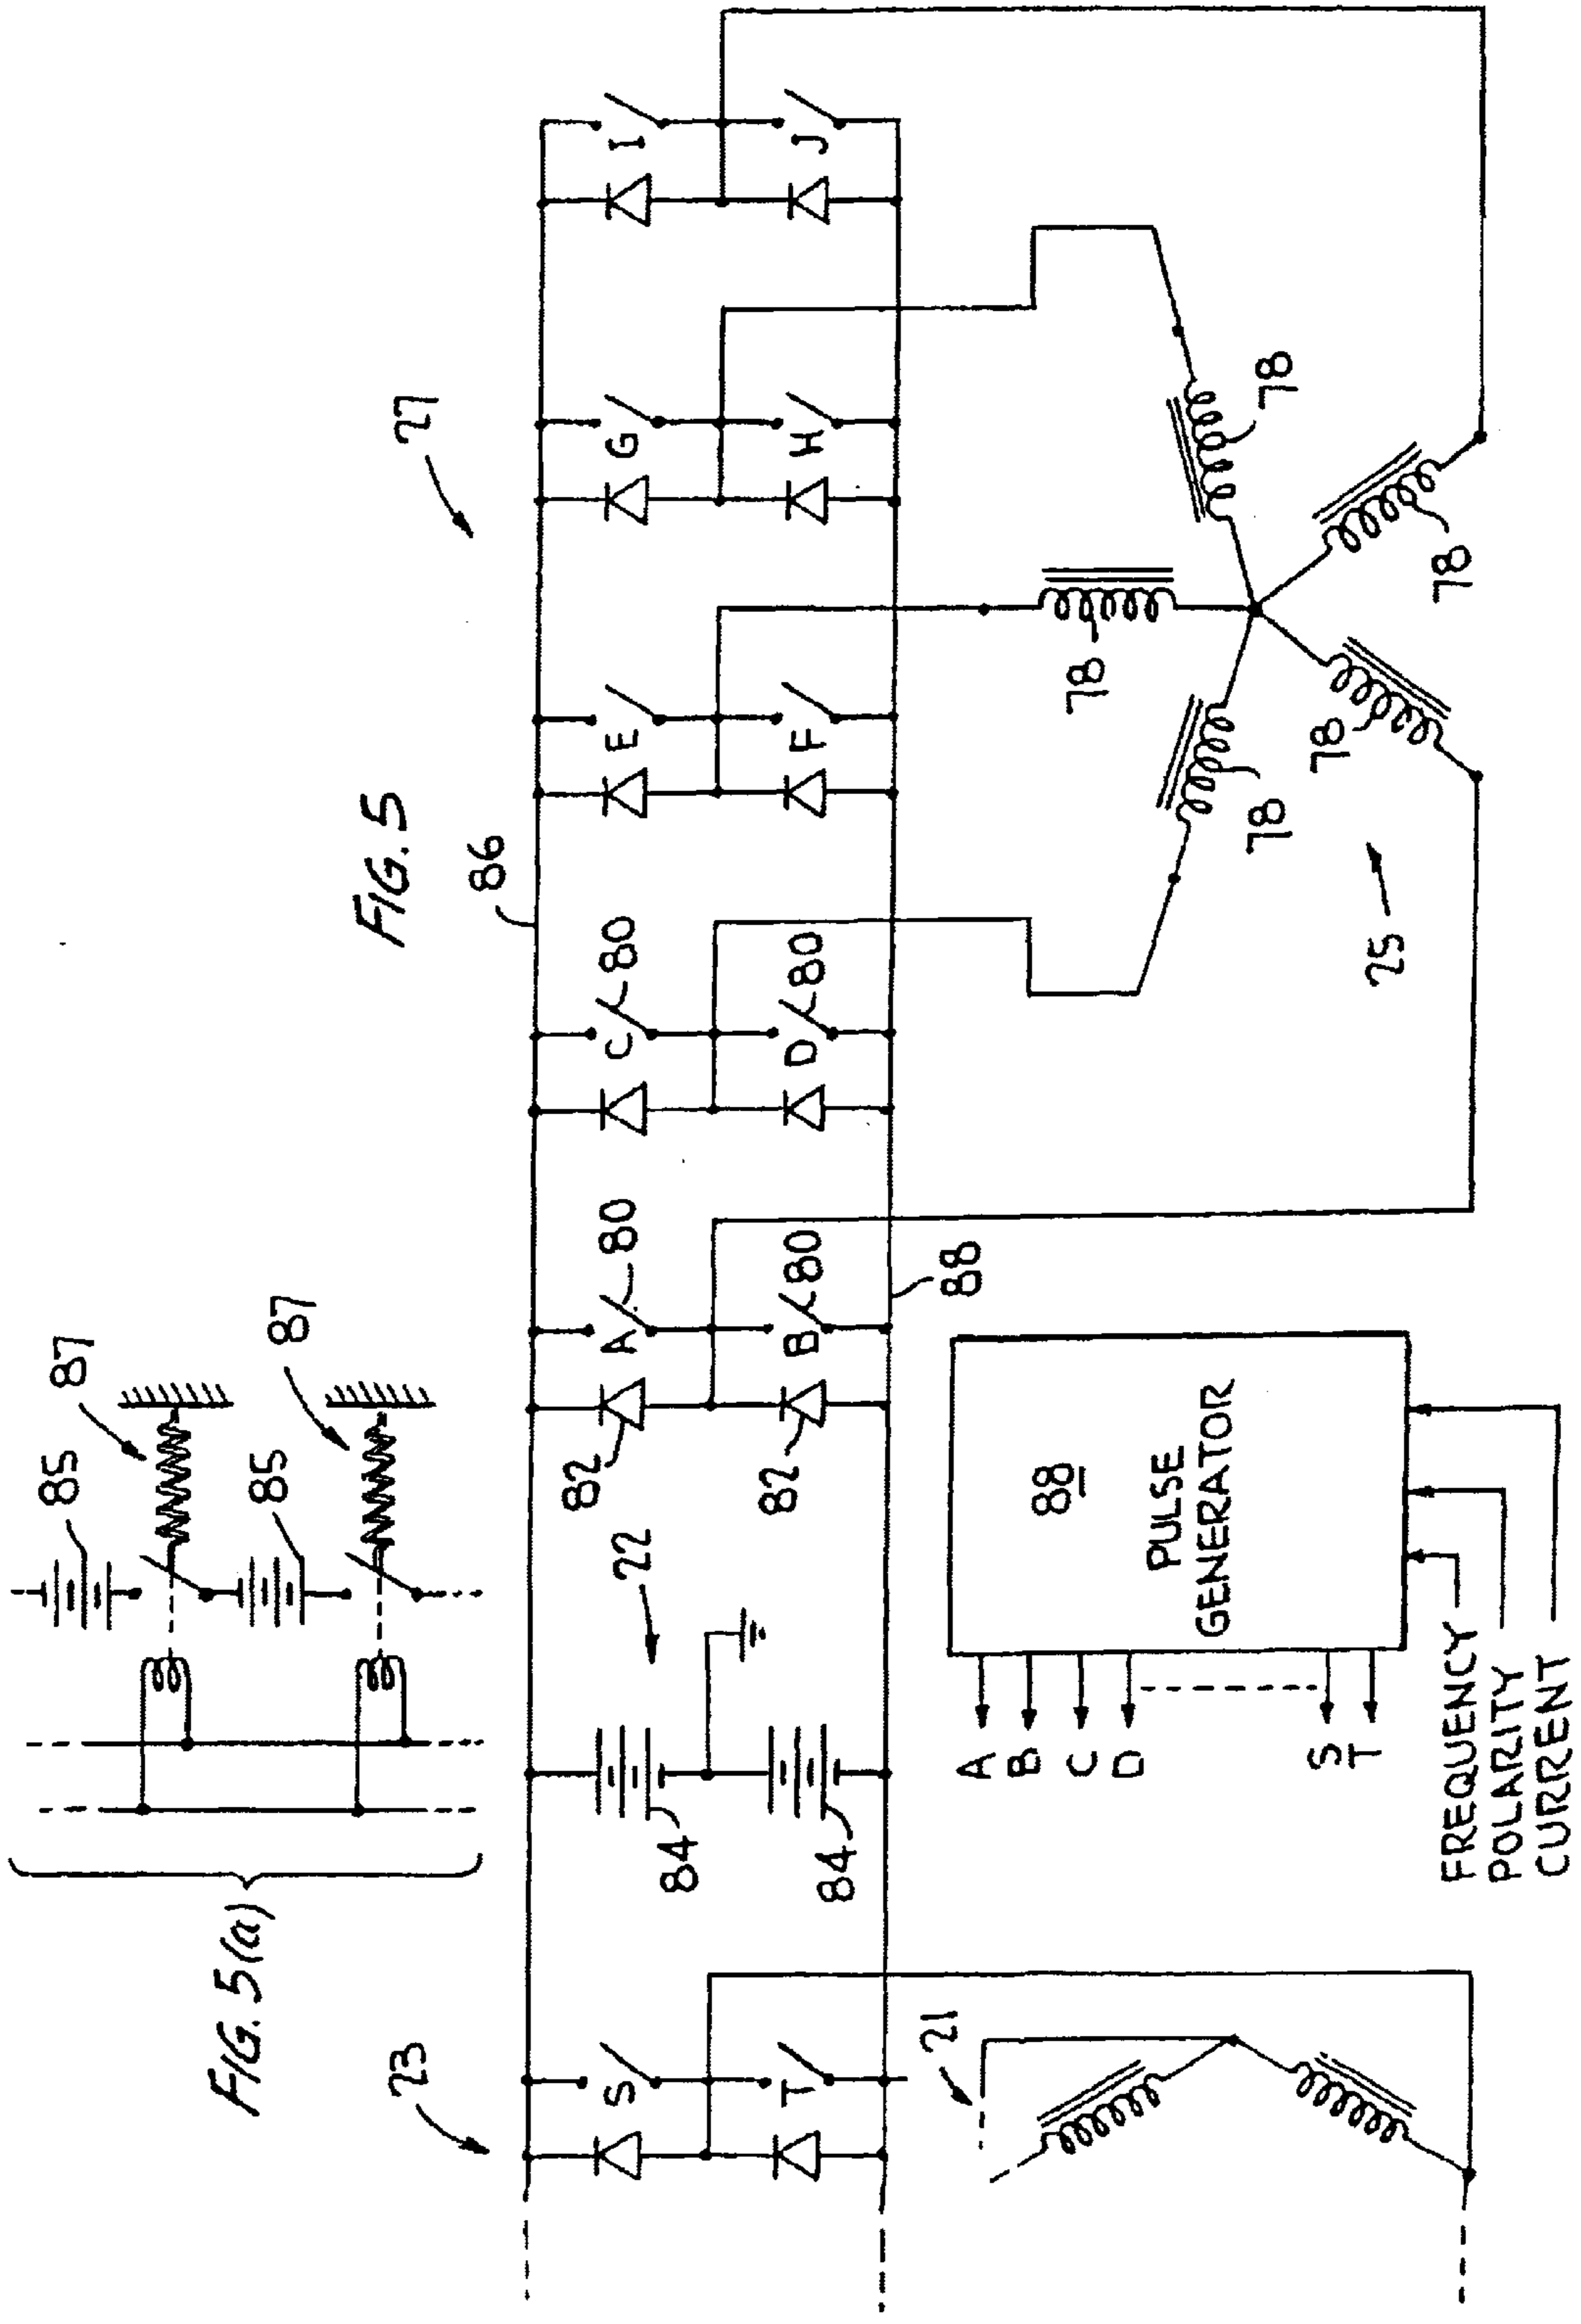 FIG. 5(a)
87
85
87
85
FIG. 5
27
86
23
22
82
82
84
84
80
80
80
80
S
T
A
B
C
D
E
F
G
H
I
J
88
21
25
78
78
78
78
78
88
PULSE
GENERATOR
A
B
C
D
S
T
FREQUENCY
POLARITY
CURRENT